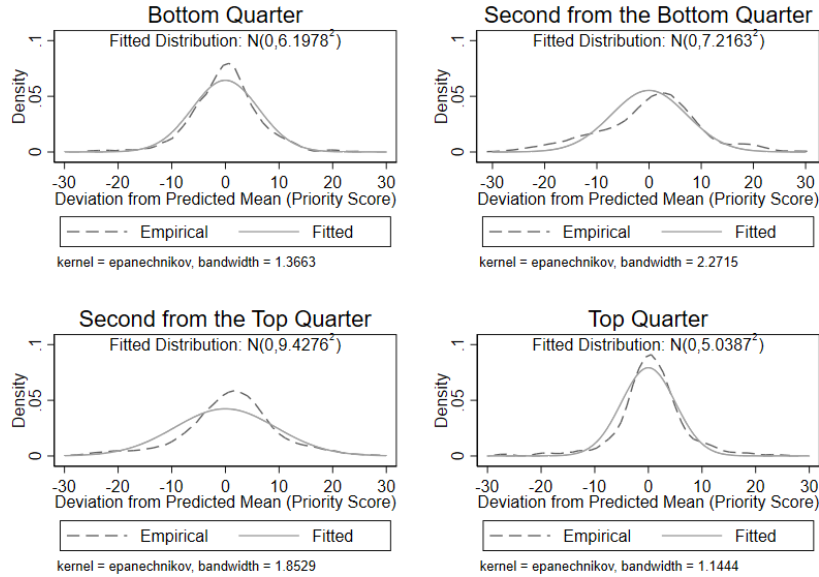 Bottom Quarter
Fitted Distribution: N(0,6.1978²)
Density
.1
.05
0
-30 -20 -10 0 10 20 30
Deviation from Predicted Mean (Priority Score)
Empirical Fitted
kernel = epanechnikov, bandwidth = 1.3663
Second from the Bottom Quarter
Fitted Distribution: N(0,7.2163²)
Density
.1
.05
0
-30 -20 -10 0 10 20 30
Deviation from Predicted Mean (Priority Score)
Empirical Fitted
kernel = epanechnikov, bandwidth = 2.2715
Second from the Top Quarter
Fitted Distribution: N(0,9.4276²)
Density
.1
.05
0
-30 -20 -10 0 10 20 30
Deviation from Predicted Mean (Priority Score)
Empirical Fitted
kernel = epanechnikov, bandwidth = 1.8529
Top Quarter
Fitted Distribution: N(0,5.0387²)
Density
.1
.05
0
-30 -20 -10 0 10 20 30
Deviation from Predicted Mean (Priority Score)
Empirical Fitted
kernel = epanechnikov, bandwidth = 1.1444